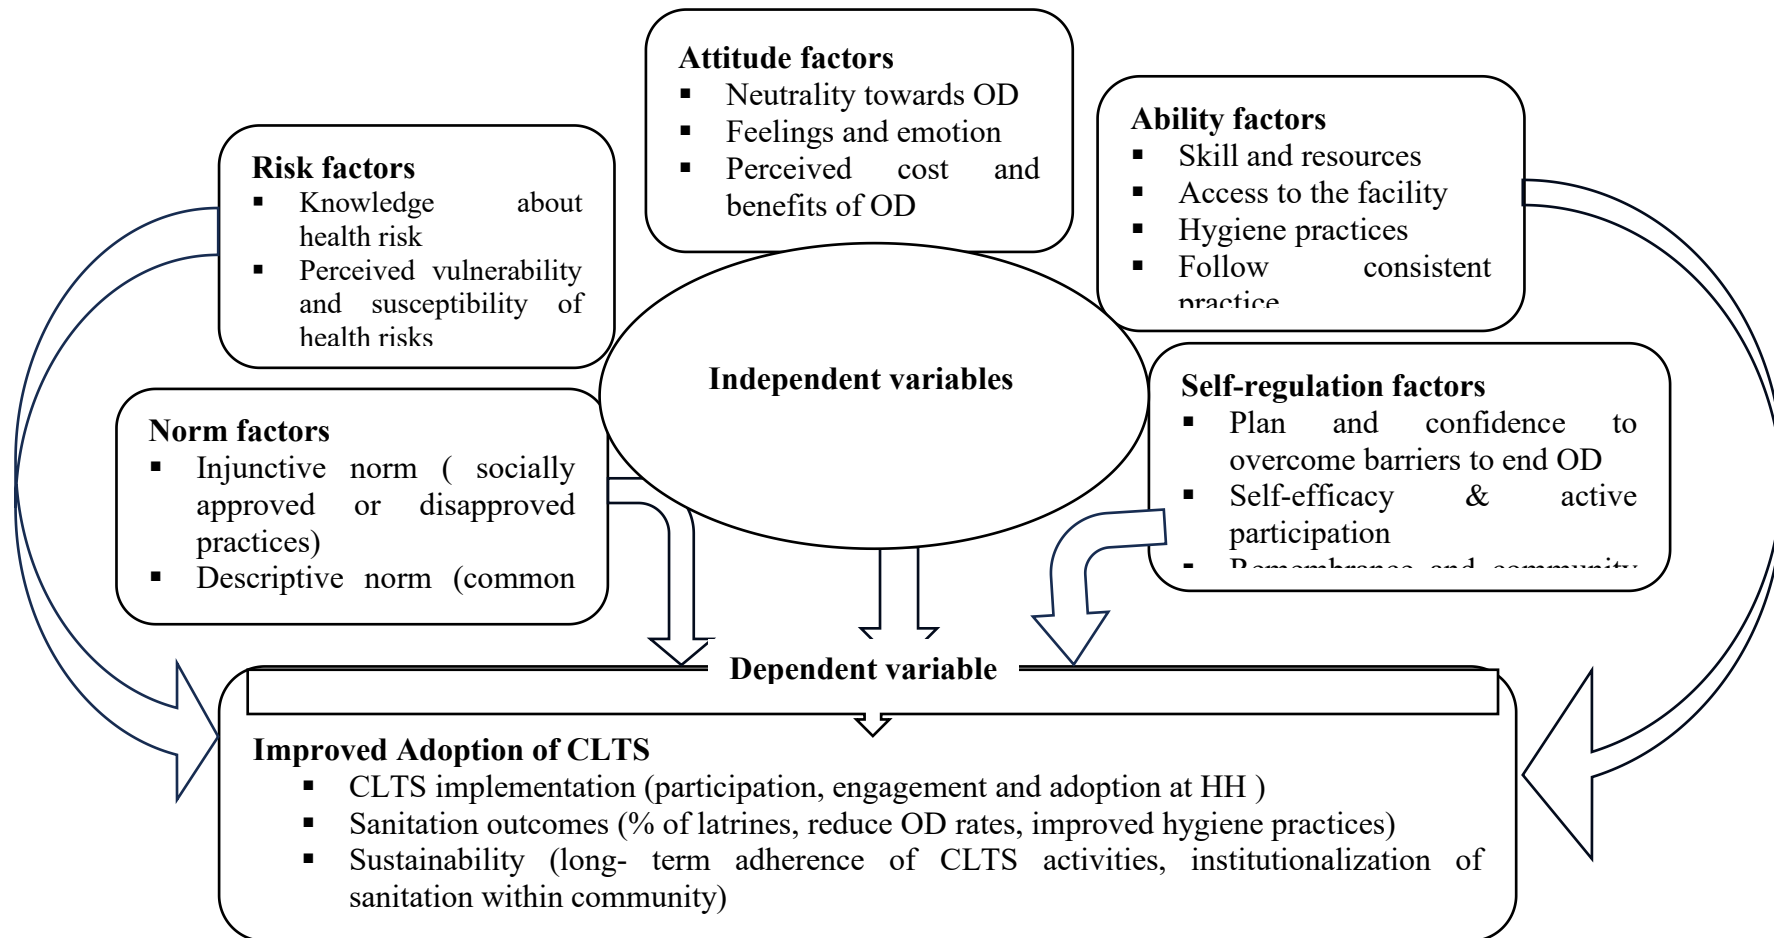 Attitude factors
▪ Neutrality towards OD
▪ Feelings and emotion
▪ Perceived cost and
benefits of OD
Ability factors
▪ Skill and resources
▪ Access to the facility
▪ Hygiene practices
▪ Follow consistent
practice
Risk factors
▪ Knowledge about
health risk
▪ Perceived vulnerability
and susceptibility of
health risks
Independent variables
Self-regulation factors
▪ Plan and confidence to
overcome barriers to end OD
▪ Self-efficacy & active
participation
▪ Remembrance and community
Norm factors
▪ Injunctive norm ( socially
approved or disapproved
practices)
▪ Descriptive norm (common
Dependent variable
Improved Adoption of CLTS
▪ CLTS implementation (participation, engagement and adoption at HH )
▪ Sanitation outcomes (% of latrines, reduce OD rates, improved hygiene practices)
▪ Sustainability (long- term adherence of CLTS activities, institutionalization of
sanitation within community)